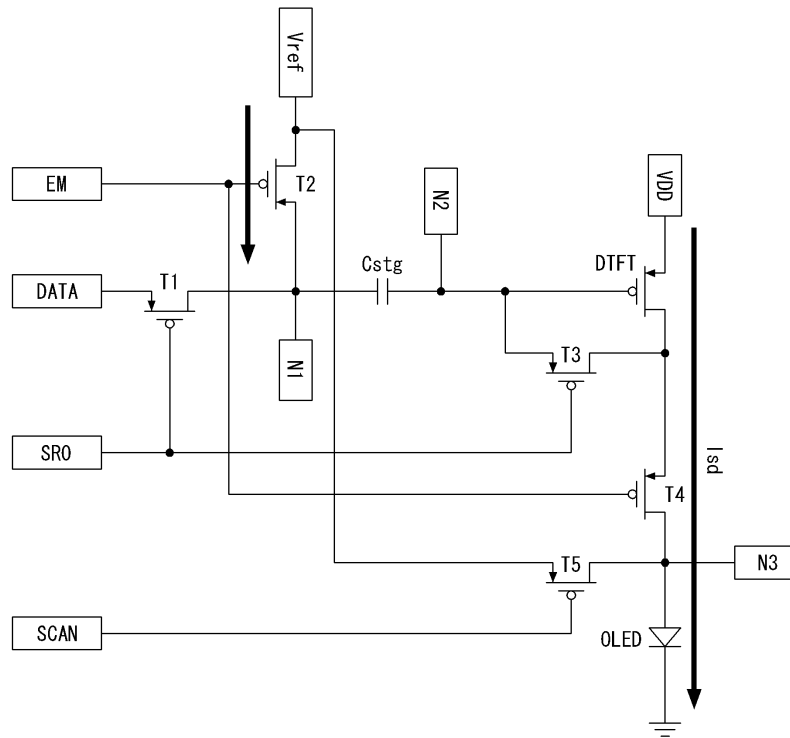 Vref
EM
T2
N2
VDD
DATA
T1
Cstg
DTFT
N1
T3
SRO
Isd
T4
T5
N3
SCAN
OLED